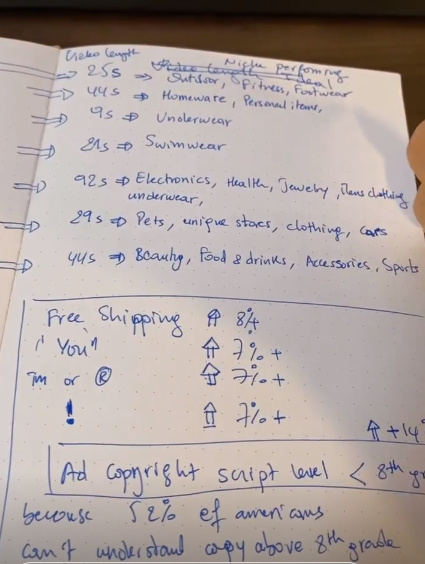 Video length
Niche performing
Video length Ideal
25s ⇒ Outdoor, Fitness, Footwear
44s ⇒ Homeware, Personal items,
9s ⇒ Underwear
21s ⇒ Swimwear
92s ⇒ Electronics, Health, Jewelry, Mens clothing
underwear,
29s ⇒ Pets, unique stores, clothing, cars
44s ⇒ Beauty, Food & drinks, Accessories, Sports
Free Shipping ⇑ 8%
"You" ⇑ 7% +
TM or ® ⇑ 7% +
! ⇑ 7% +
⇑ +14
Ad copyright script level < 8th gr
because 52% of americans
can't understand copy above 8th grade